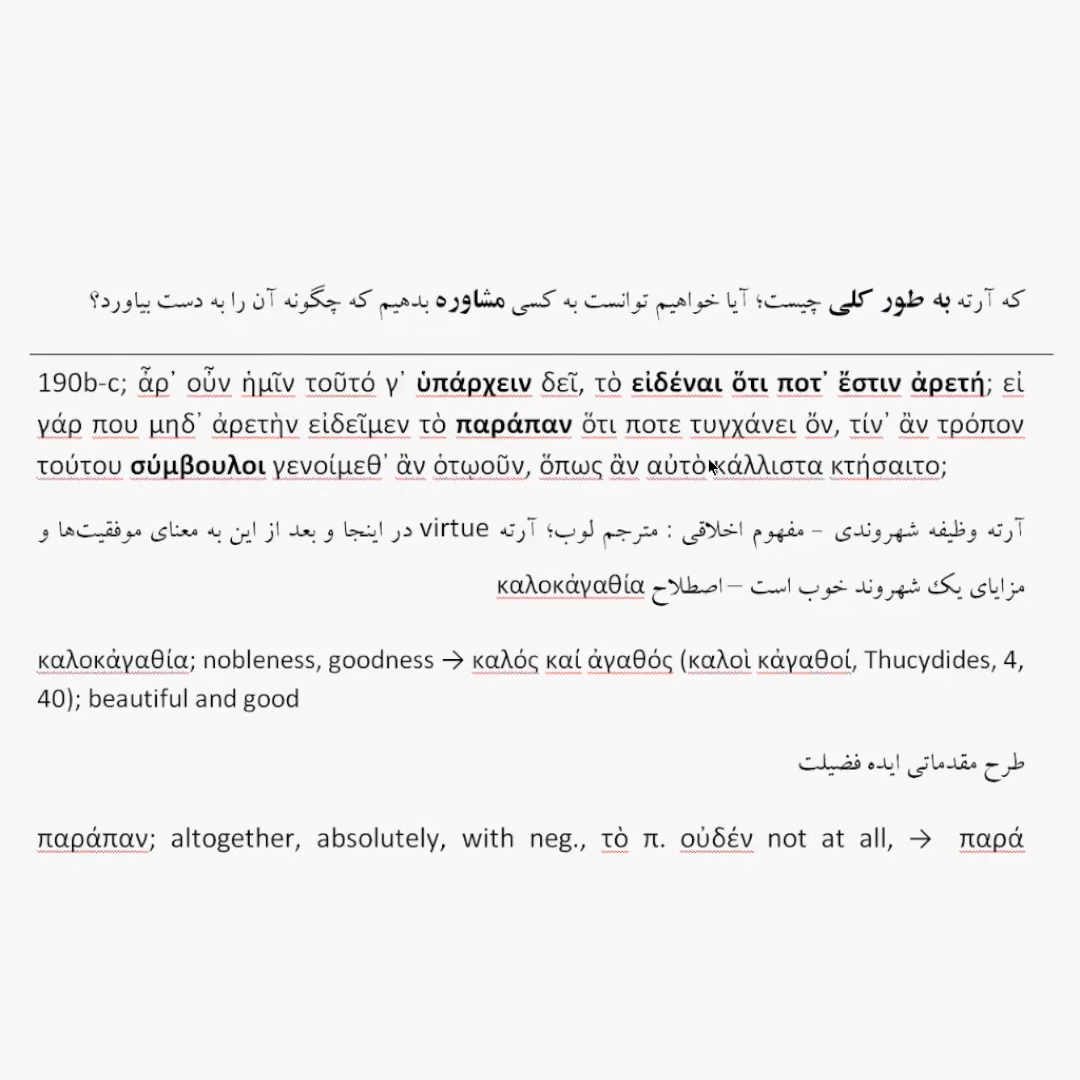 که آرته به طور کلی چیست؛ آیا خواهیم توانست به کسی مشاوره بدهیم که چگونه آن را به دست بیاورد؟
190b-c; ἆρ᾽ οὖν ἡμῖν τοῦτό γ᾽ ὑπάρχειν δεῖ, τὸ εἰδέναι ὅτι ποτ᾽ ἔστιν ἀρετή; εἰ
γάρ που μηδ᾽ ἀρετὴν εἰδεῖμεν τὸ παράπαν ὅτι ποτε τυγχάνει ὄν, τίν᾽ ἂν τρόπον
τούτου σύμβουλοι γενοίμεθ᾽ ἂν ὁτῳοῦν, ὅπως ἂν αὐτὸ κάλλιστα κτήσαιτο;
آرته وظیفه شهروندی – مفهوم اخلاقی : مترجم لوب؛ آرته virtue در اینجا و بعد از این به معنای موفقیت‌ها و
مزایای یک شهروند خوب است – اصطلاح καλοκἀγαθία
καλοκἀγαθία; nobleness, goodness → καλός καί ἀγαθός (καλοὶ κἀγαθοί, Thucydides, 4,
40); beautiful and good
طرح مقدماتی ایده فضیلت
παράπαν; altogether, absolutely, with neg., τὸ π. οὐδέν not at all, → παρά